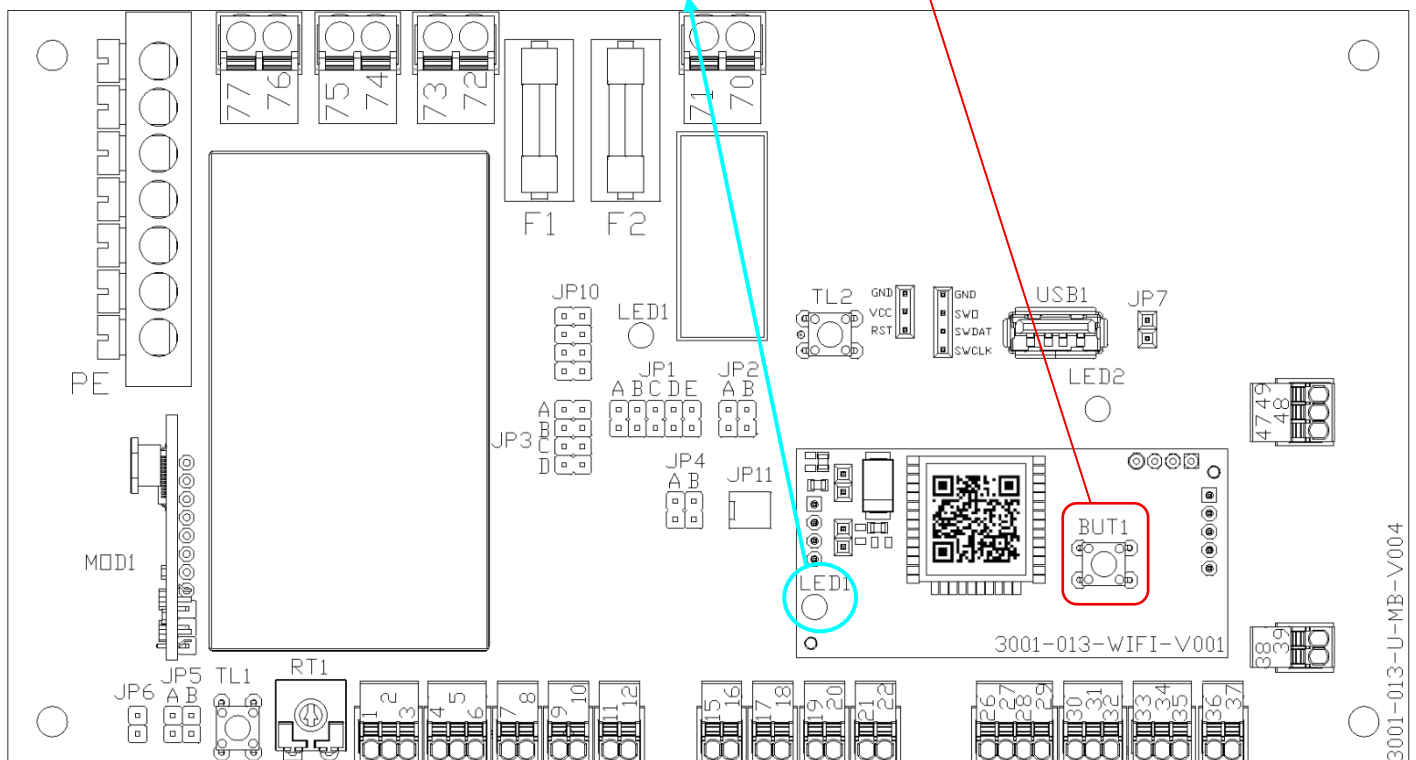 77 76
75 74
73 72
71 70
F1
F2
PE
JP10
LED1
TL2
GND
VCC
RST
GND
SWO
SWDAT
SWCLK
USB1
JP7
JP1
A B C D E
JP2
A B
LED2
JP3
A
B
C
D
JP4
A B
JP11
47 48 49
MOD1
BUT1
LED1
3001-013-WIFI-V001
38 39
3001-013-U-MB-V004
JP6
JP5
A B
TL1
RT1
1 2 3
4 5 6
7 8
9 10
11 12
15 16
17 18
19 20
21 22
26 27 28 29
30 31 32
33 34 35
36 37